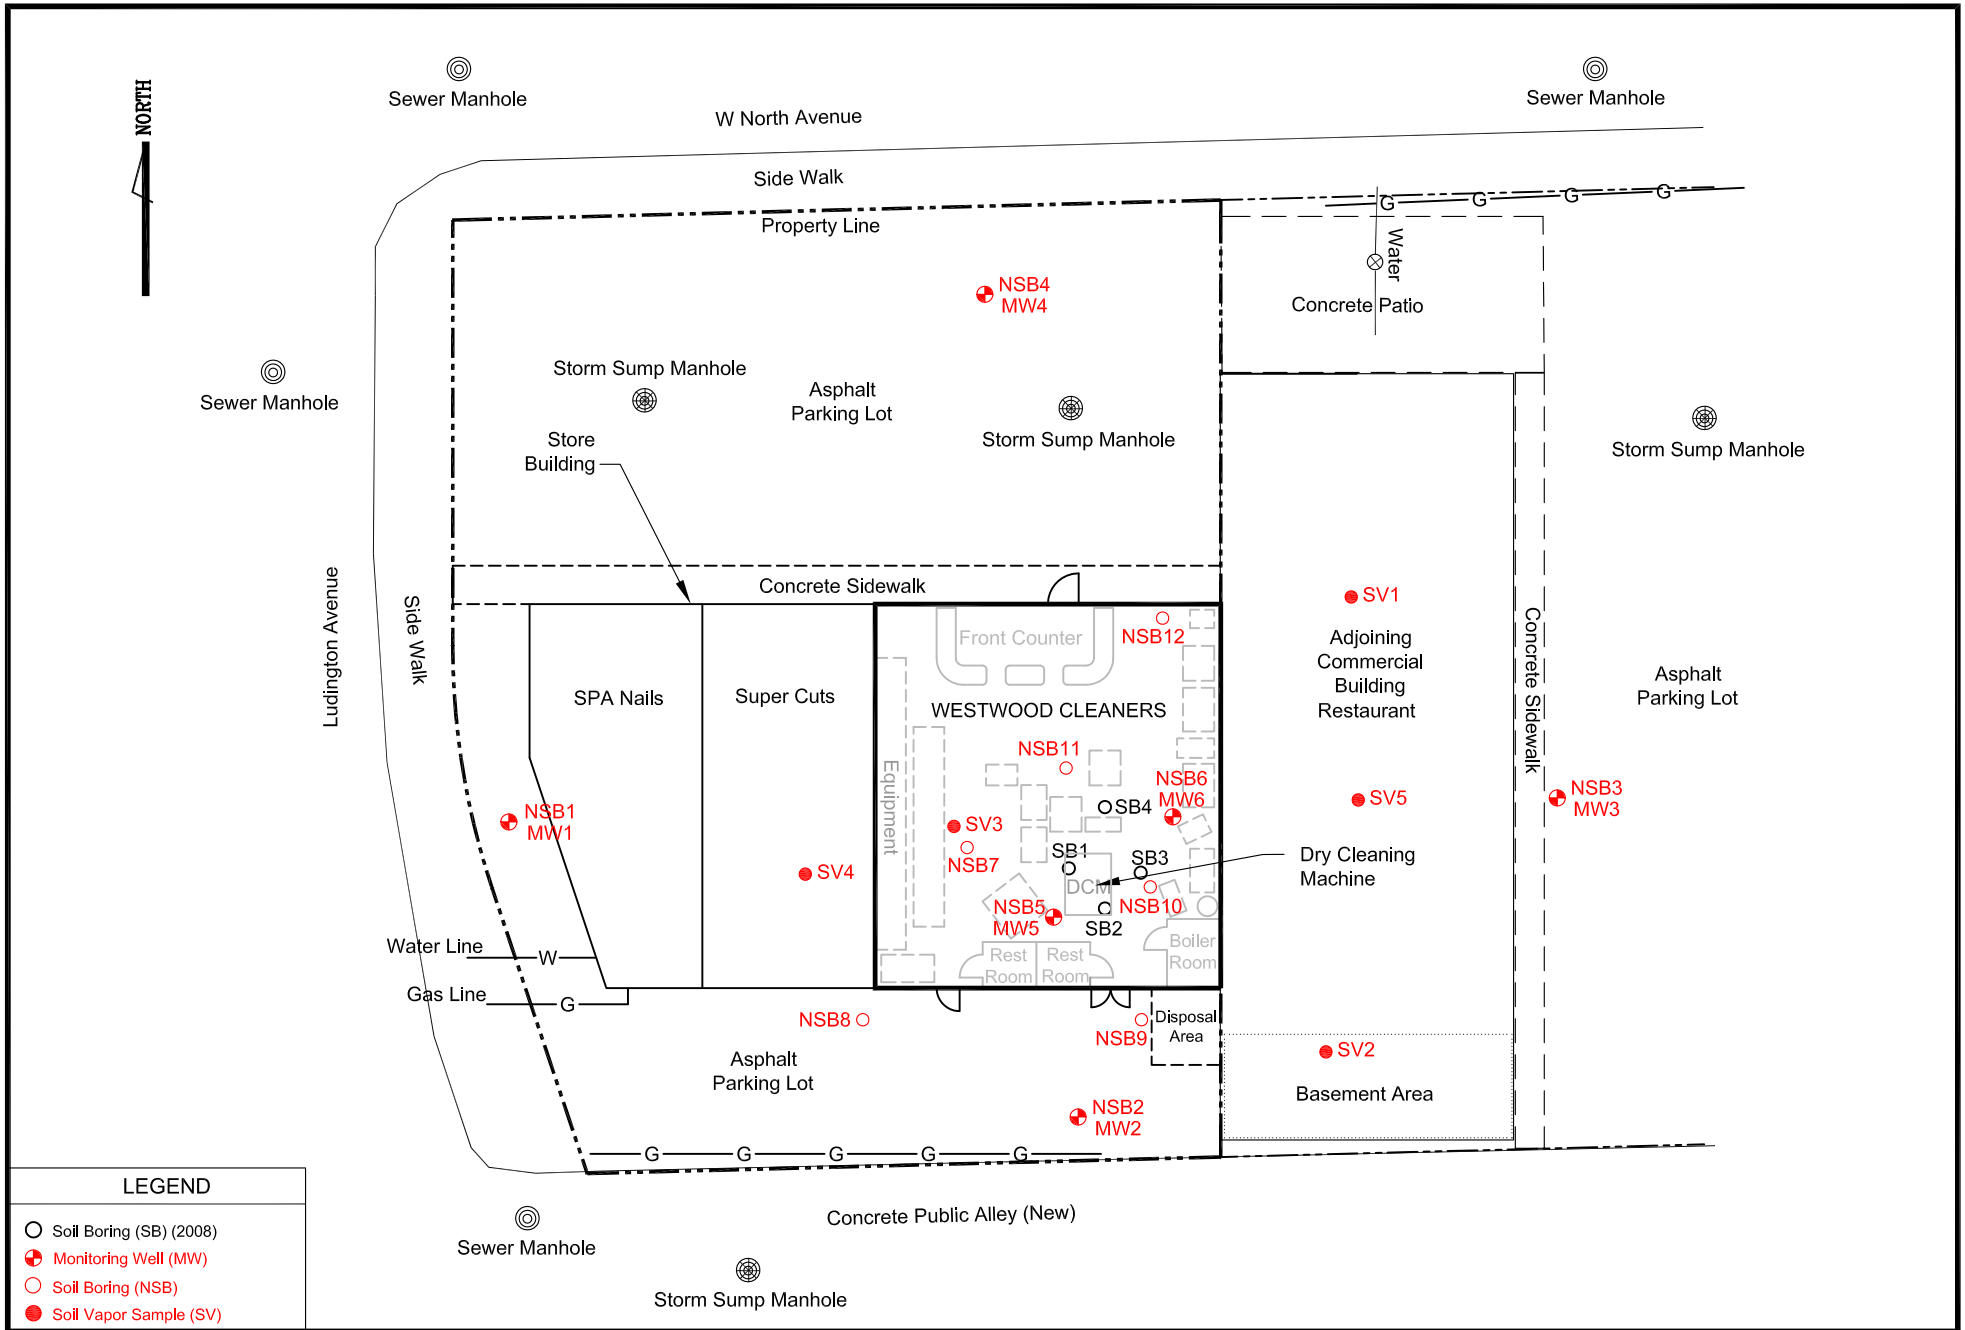 NORTH
Sewer Manhole
Sewer Manhole
W North Avenue
Side Walk
Property Line
G G G G
Water
Concrete Patio
NSB4
MW4
Sewer Manhole
Storm Sump Manhole
Asphalt
Parking Lot
Storm Sump Manhole
Storm Sump Manhole
Store
Building
Ludington Avenue
Side Walk
Concrete Sidewalk
SPA Nails
Super Cuts
Front Counter
NSB12
WESTWOOD CLEANERS
Equipment
NSB11
NSB6
MW6
SB4
SV3
NSB7
SB1
SB3
DCM
NSB10
NSB5
MW5
SB2
Rest
Room
Rest
Room
Boiler
Room
SV1
Adjoining
Commercial
Building
Restaurant
SV5
Dry Cleaning
Machine
Concrete Sidewalk
Asphalt
Parking Lot
NSB3
MW3
NSB1
MW1
SV4
Water Line
W
Gas Line
G
NSB8
NSB9
Disposal
Area
Asphalt
Parking Lot
NSB2
MW2
SV2
Basement Area
G G G G G
Concrete Public Alley (New)
Sewer Manhole
Storm Sump Manhole
LEGEND
Soil Boring (SB) (2008)
Monitoring Well (MW)
Soil Boring (NSB)
Soil Vapor Sample (SV)